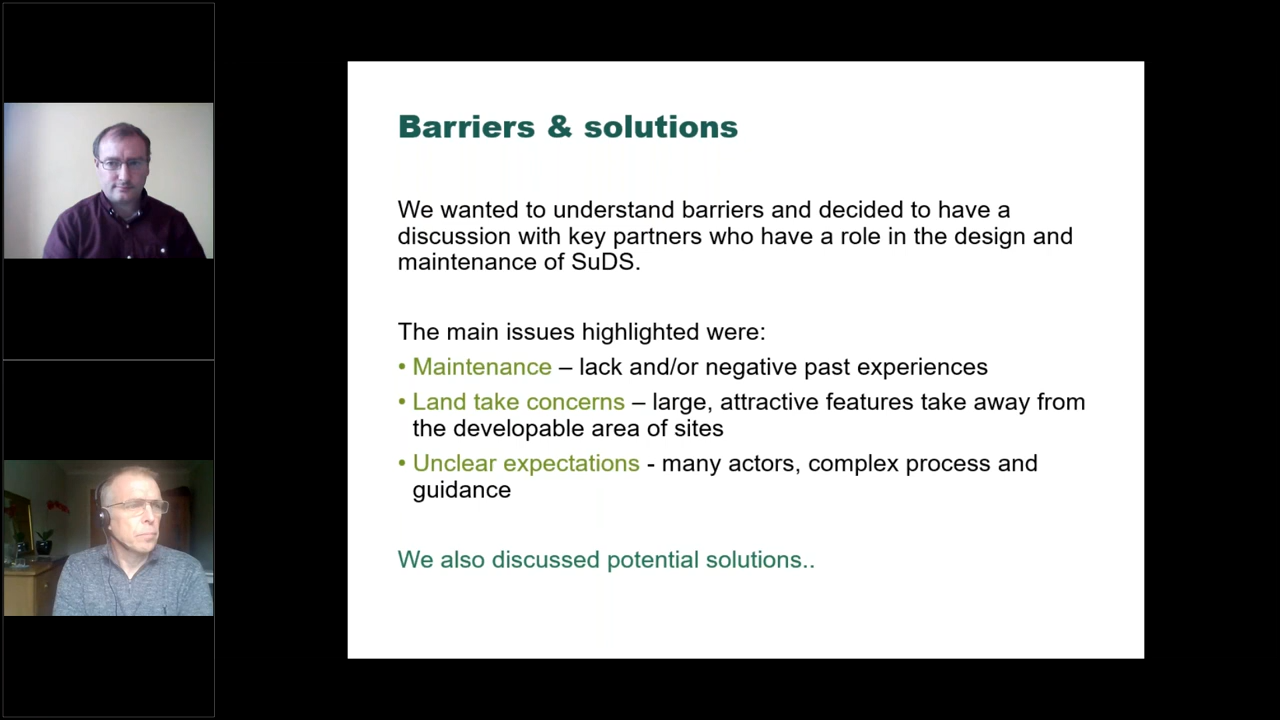 Barriers & solutions
We wanted to understand barriers and decided to have a
discussion with key partners who have a role in the design and
maintenance of SuDS.
The main issues highlighted were:
• Maintenance – lack and/or negative past experiences
• Land take concerns – large, attractive features take away from
the developable area of sites
• Unclear expectations - many actors, complex process and
guidance
We also discussed potential solutions..